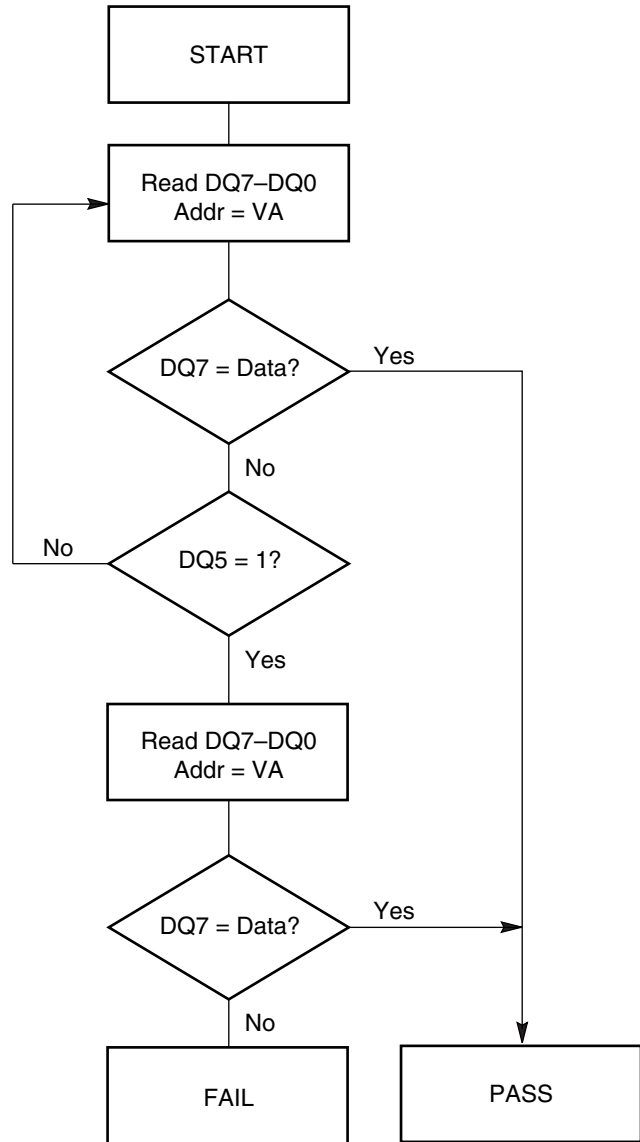 START
Read DQ7–DQ0
Addr = VA
DQ7 = Data?
Yes
No
No
DQ5 = 1?
Yes
Read DQ7–DQ0
Addr = VA
DQ7 = Data?
Yes
No
FAIL
PASS